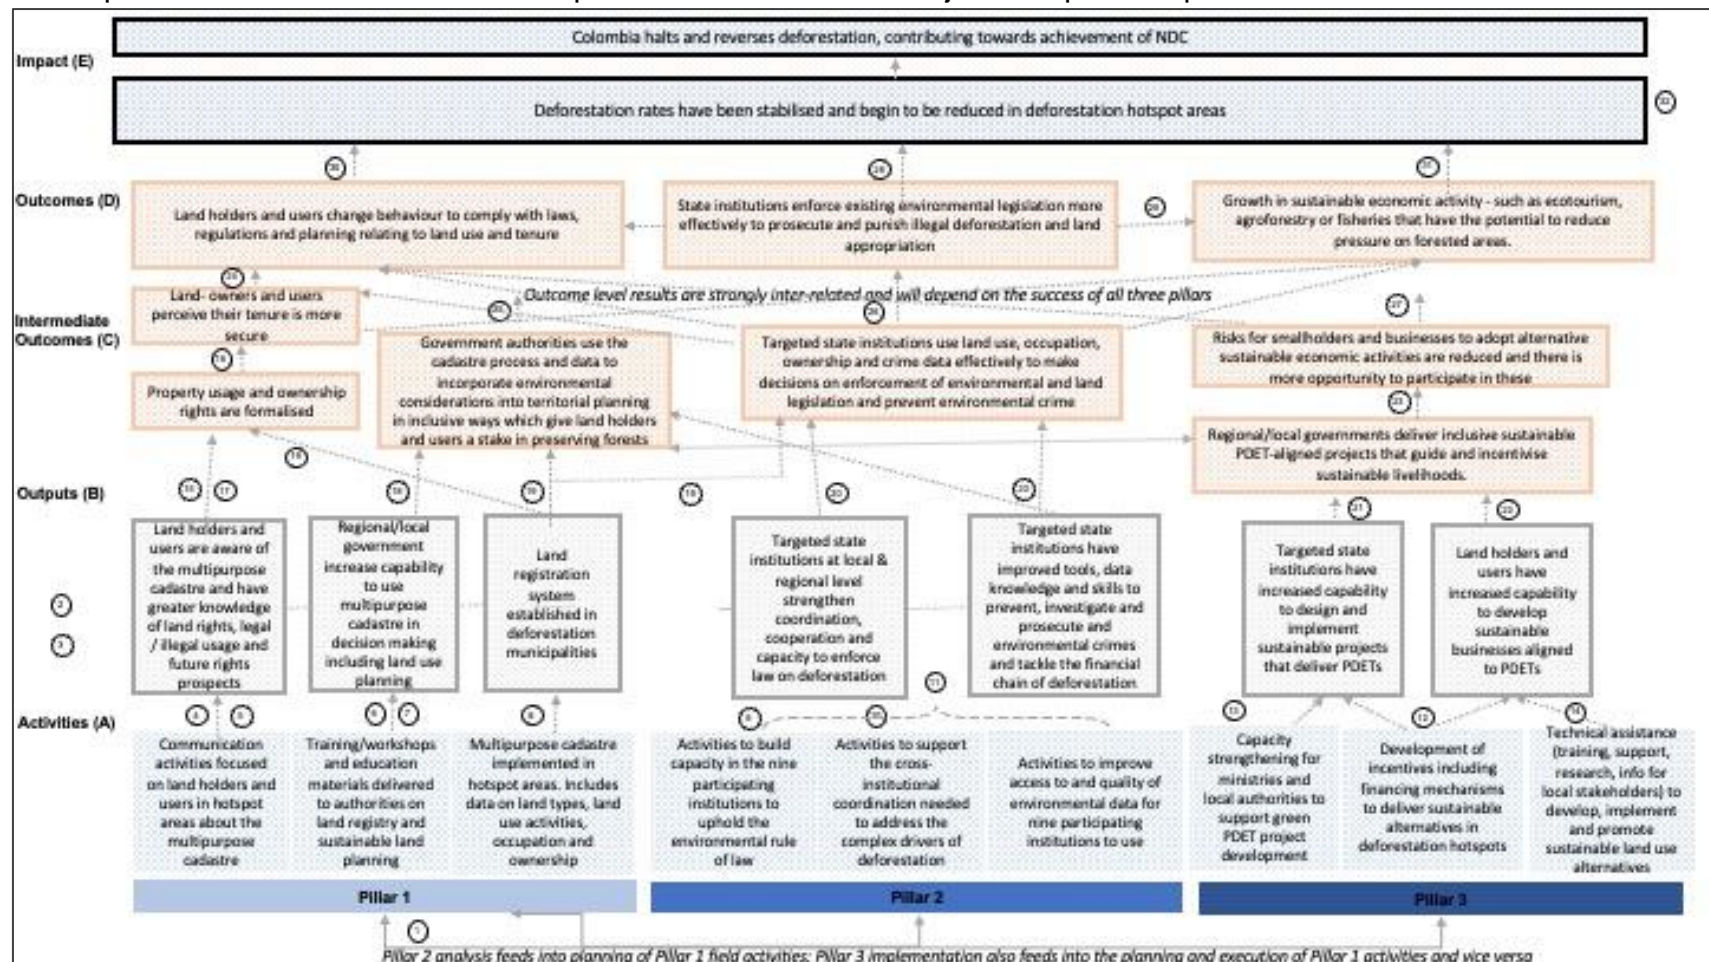 Colombia halts and reverses deforestation, contributing towards achievement of NDC
Impact (E)
Deforestation rates have been stabilised and begin to be reduced in deforestation hotspot areas
Outcomes (D)
Land holders and users change behaviour to comply with laws,
regulations and planning relating to land use and tenure
State institutions enforce existing environmental legislation more
effectively to prosecute and punish illegal deforestation and land
appropriation
Growth in sustainable economic activity - such as ecotourism,
agroforestry or fisheries that have the potential to reduce
pressure on forested areas.
Outcome level results are strongly inter-related and will depend on the success of all three pillars
Intermediate
Outcomes (C)
Land- owners and users
perceive their tenure is more
secure
Property usage and ownership
rights are formalised
Government authorities use the
cadastre process and data to
incorporate environmental
considerations into territorial planning
in inclusive ways which give land holders
and users a stake in preserving forests
Targeted state institutions use land use, occupation,
ownership and crime data effectively to make
decisions on enforcement of environmental and land
legislation and prevent environmental crime
Risks for smallholders and businesses to adopt alternative
sustainable economic activities are reduced and there is
more opportunity to participate in these
Regional/local governments deliver inclusive sustainable
PDET-aligned projects that guide and incentivise
sustainable livelihoods.
Outputs (B)
Land holders and
users are aware of
the multipurpose
cadastre and have
greater knowledge
of land rights, legal
/ illegal usage and
future rights
prospects
Regional/local
government
increase capability
to use
multipurpose
cadastre in
decision making
including land use
planning
Land
registration
system
established in
deforestation
municipalities
Targeted state
institutions at local &
regional level
strengthen
coordination,
cooperation and
capacity to enforce
law on deforestation
Targeted state
institutions have
improved tools, data
knowledge and skills to
prevent, investigate and
prosecute and
environmental crimes
and tackle the financial
chain of deforestation
Targeted state
institutions have
increased capability
to design and
implement
sustainable projects
that deliver PDETs
Land holders and
users have
increased capability
to develop
sustainable
businesses aligned
to PDETs
Activities (A)
Communication
activities focused
on land holders and
users in hotspot
areas about the
multipurpose
cadastre
Training/workshops
and education
materials delivered
to authorities on
land registry and
sustainable land
planning
Multipurpose cadastre
implemented in
hotspot areas. Includes
data on land types, land
use activities,
occupation and
ownership
Activities to build
capacity in the nine
participating
institutions to
uphold the
environmental rule
of law
Activities to support
the cross-
institutional
coordination needed
to address the
complex drivers of
deforestation
Activities to improve
access to and quality of
environmental data for
nine participating
institutions to use
Capacity
strengthening for
ministries and
local authorities to
support green
PDET project
development
Development of
incentives including
financing mechanisms
to deliver sustainable
alternatives in
deforestation hotspots
Technical assistance
(training, support,
research, info for
local stakeholders) to
develop, implement
and promote
sustainable land use
alternatives
Pillar 1
Pillar 2
Pillar 3
Pillar 2 analysis feeds into planning of Pillar 1 field activities; Pillar 3 implementation also feeds into the planning and execution of Pillar 1 activities and vice versa